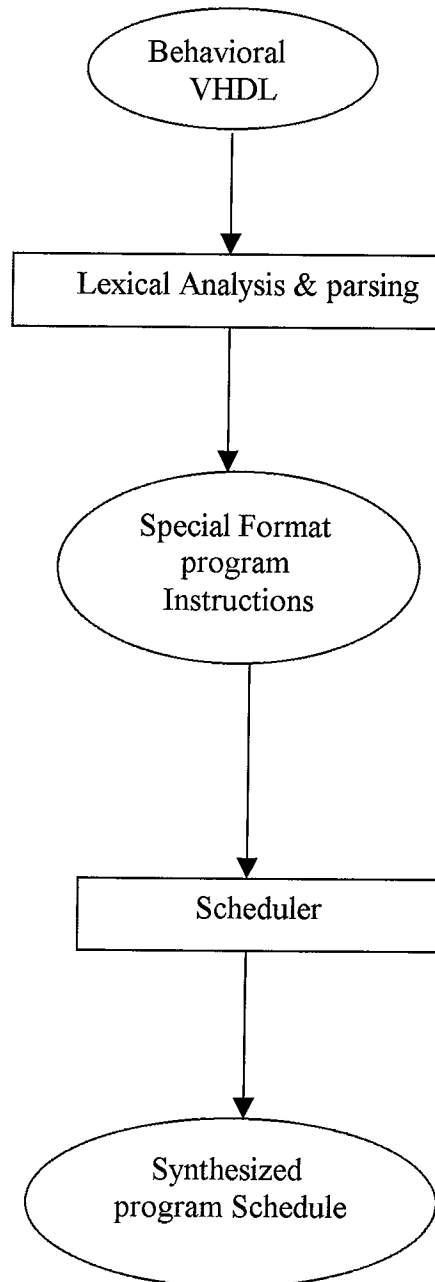 Behavioral
VHDL
Lexical Analysis & parsing
Special Format
program
Instructions
Scheduler
Synthesized
program Schedule